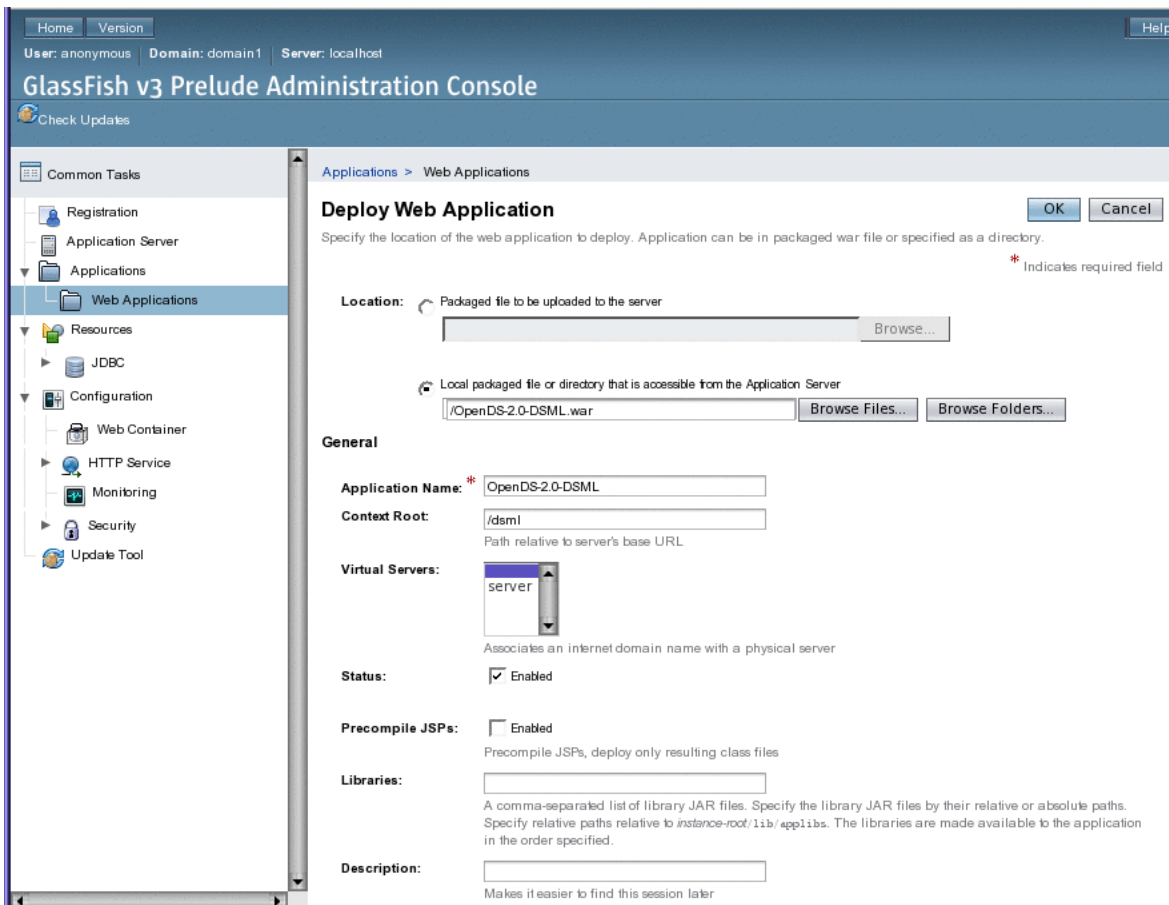 Home Version Help
User: anonymous Domain: domain1 Server: localhost
GlassFish v3 Prelude Administration Console
Check Updates
Common Tasks
Registration
Application Server
Applications
Web Applications
Resources
JDBC
Configuration
Web Container
HTTP Service
Monitoring
Security
Update Tool
Applications > Web Applications
Deploy Web Application OK Cancel
Specify the location of the web application to deploy. Application can be in packaged war file or specified as a directory.
* Indicates required field
Location: Packaged file to be uploaded to the server
Browse...
Local packaged file or directory that is accessible from the Application Server
/OpenDS-2.0-DSML.war Browse Files... Browse Folders...
General
Application Name: * OpenDS-2.0-DSML
Context Root: /dsml
Path relative to server's base URL
Virtual Servers:
server
Associates an internet domain name with a physical server
Status: Enabled
Precompile JSPs: Enabled
Precompile JSPs, deploy only resulting class files
Libraries:
A comma-separated list of library JAR files. Specify the library JAR files by their relative or absolute paths.
Specify relative paths relative to instance-root/lib/applibs. The libraries are made available to the application
in the order specified.
Description:
Makes it easier to find this session later